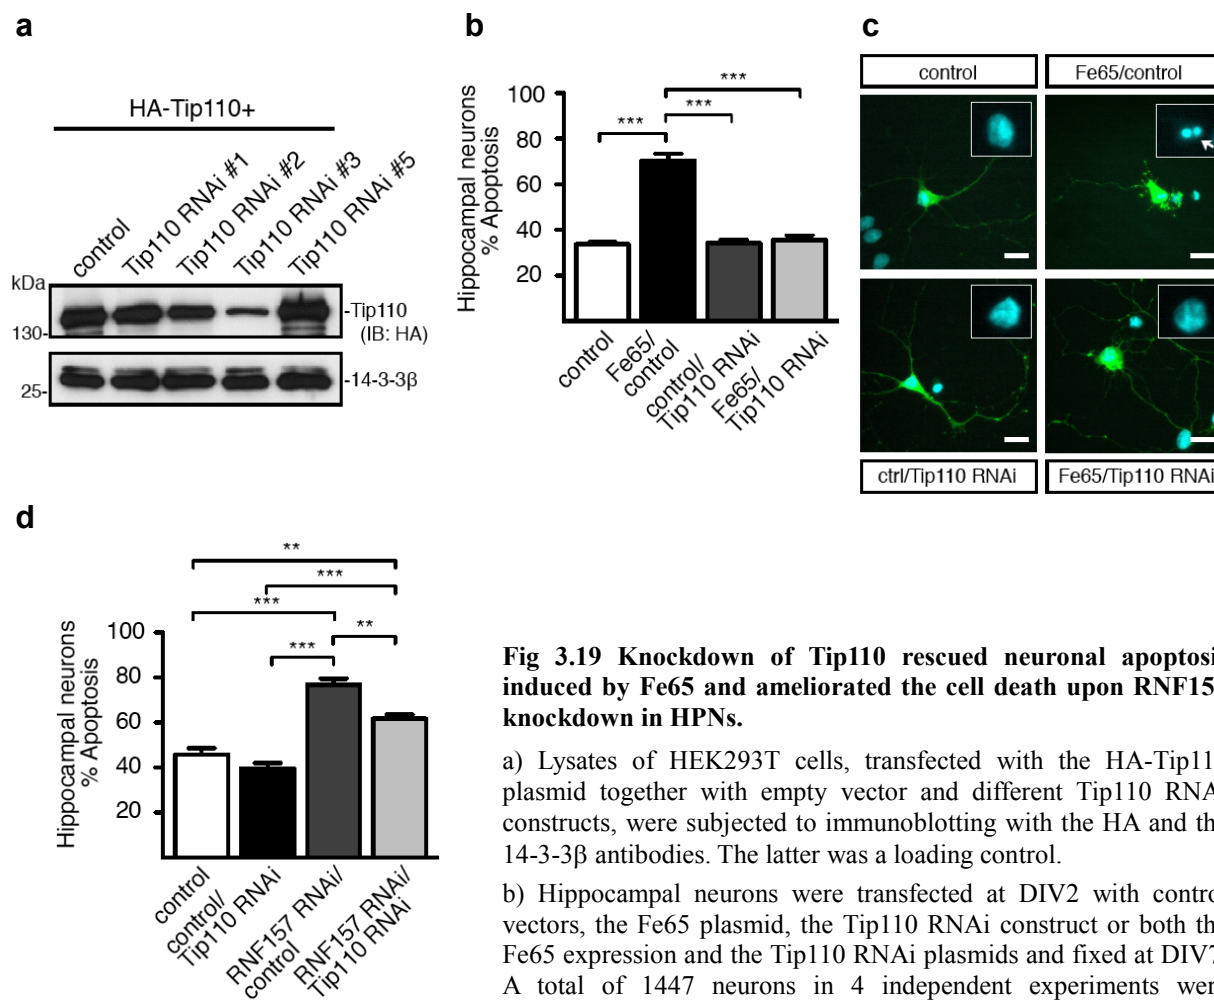 a
HA-Tip110+
control
Tip110 RNAi #1
Tip110 RNAi #2
Tip110 RNAi #3
Tip110 RNAi #5
kDa
130-
-Tip110
(IB: HA)
25-
-14-3-3β
b
Hippocampal neurons
% Apoptosis
100
80
60
40
20
***
***
***
control
Fe65/
control
control/
Tip110 RNAi
Fe65/
Tip110 RNAi
c
control
Fe65/control
ctrl/Tip110 RNAi
Fe65/Tip110 RNAi
d
Hippocampal neurons
% Apoptosis
100
80
60
40
20
**
***
***
**
***
control
control/
Tip110 RNAi
RNF157 RNAi/
control
RNF157 RNAi/
Tip110 RNAi
Fig 3.19 Knockdown of Tip110 rescued neuronal apoptosi
induced by Fe65 and ameliorated the cell death upon RNF15
knockdown in HPNs.
a) Lysates of HEK293T cells, transfected with the HA-Tip11
plasmid together with empty vector and different Tip110 RNA
constructs, were subjected to immunoblotting with the HA and th
14-3-3β antibodies. The latter was a loading control.
b) Hippocampal neurons were transfected at DIV2 with contro
vectors, the Fe65 plasmid, the Tip110 RNAi construct or both th
Fe65 expression and the Tip110 RNAi plasmids and fixed at DIV7
A total of 1447 neurons in 4 independent experiments wer